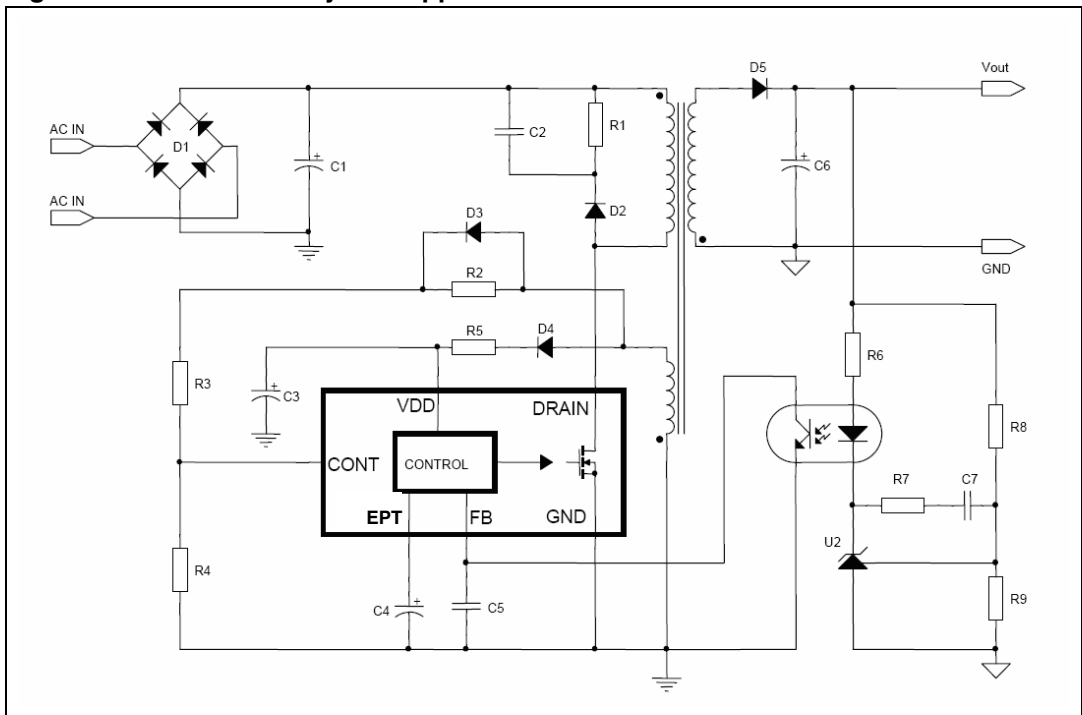 D5
Vout
AC IN
D1
C1
C2
R1
C6
AC IN
D2
D3
GND
R2
R5
D4
R6
R3
C3
VDD
DRAIN
R8
CONT
CONTROL
R7
C7
EPT
FB
GND
U2
R4
C4
C5
R9